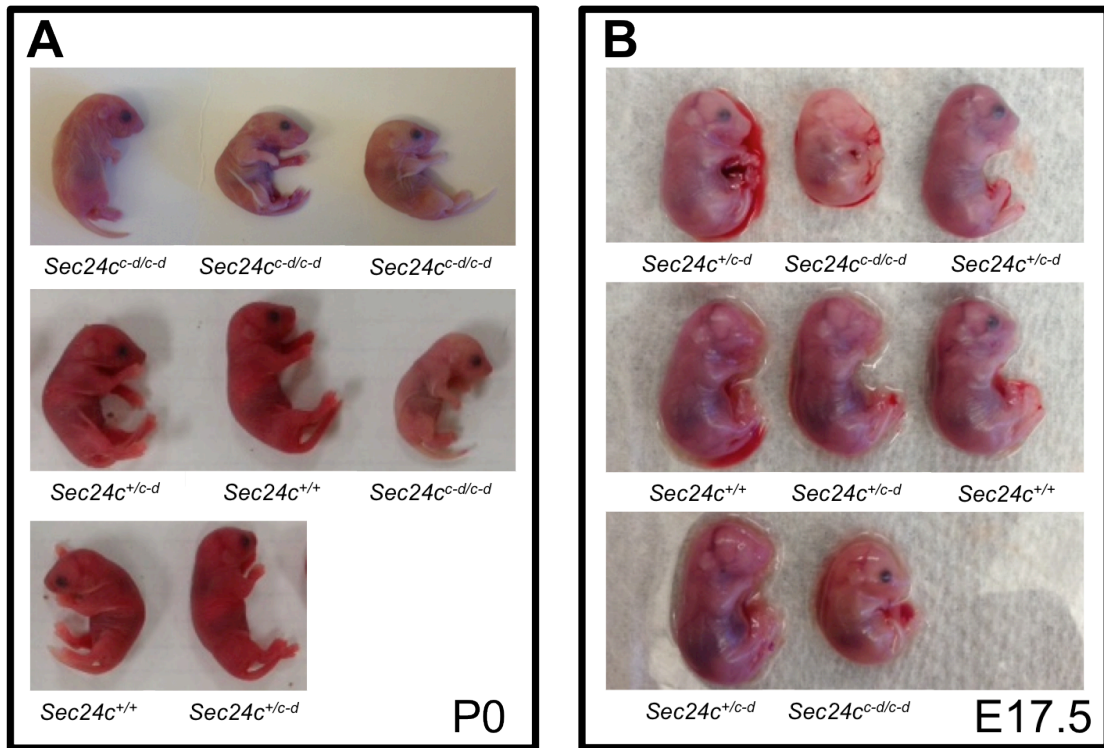 A
Sec24c^c-d/c-d Sec24c^c-d/c-d Sec24c^c-d/c-d
Sec24c^+/c-d Sec24c^+/+ Sec24c^c-d/c-d
Sec24c^+/+ Sec24c^+/c-d
P0
B
Sec24c^+/c-d Sec24c^c-d/c-d Sec24c^+/c-d
Sec24c^+/+ Sec24c^+/c-d Sec24c^+/+
Sec24c^+/c-d Sec24c^c-d/c-d
E17.5